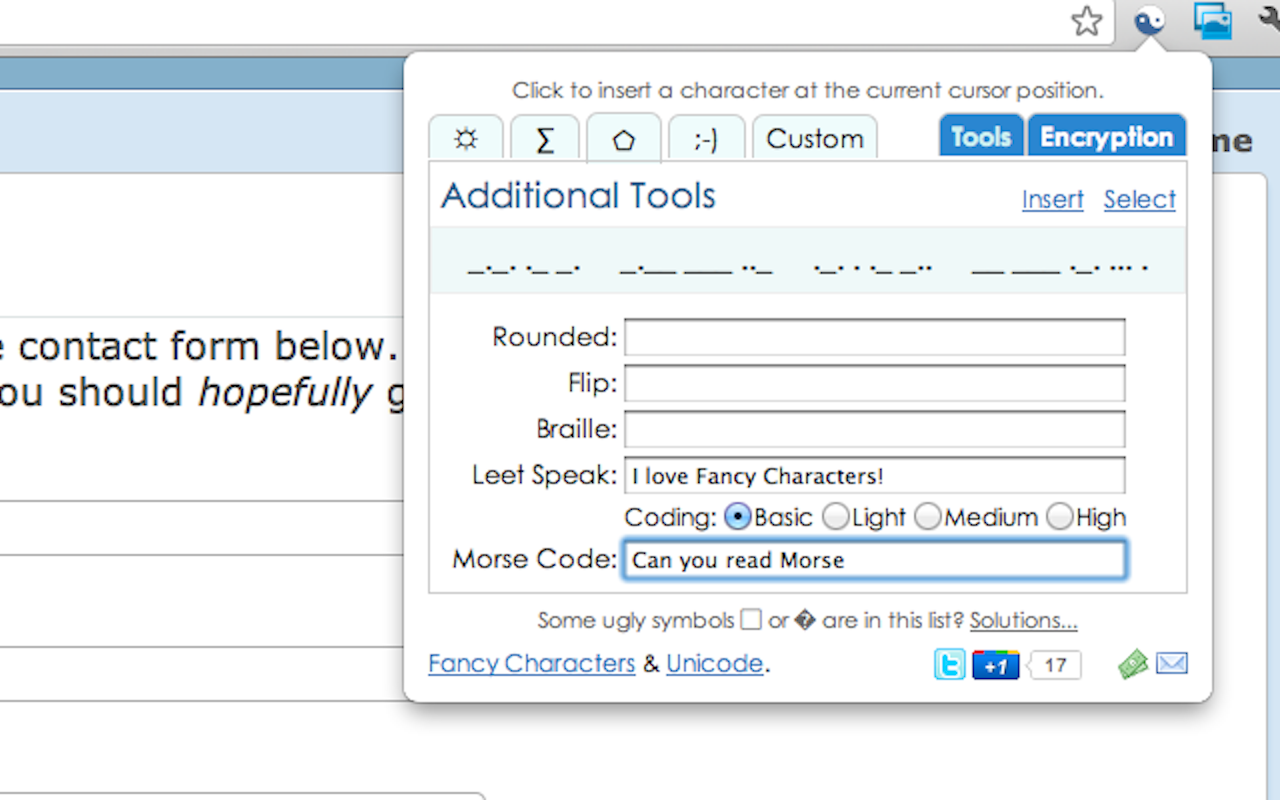 Click to insert a character at the current cursor position.
☼ ∑ ⬠ ;-) Custom Tools Encryption
me
Additional Tools Insert Select
_._. ._ _. _.__ ___ .._ ._. . ._ _.. __ ___ ._. ... .
Rounded:
e contact form below.
Flip:
ou should hopefully g
Braille:
Leet Speak: I love Fancy Characters!
Coding: Basic Light Medium High
Morse Code: Can you read Morse
Some ugly symbols □ or � are in this list? Solutions...
Fancy Characters & Unicode. t +1 17